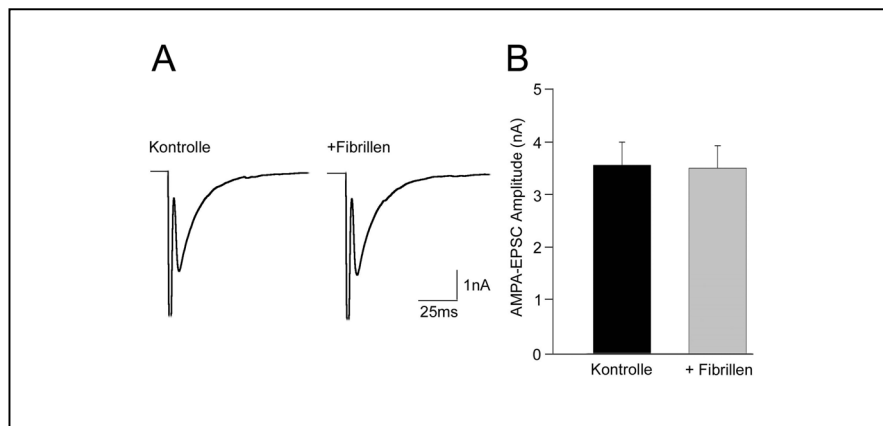 A
Kontrolle
+Fibrillen
1nA
25ms
B
AMPA-EPSC Amplitude (nA)
5
4
3
2
1
0
Kontrolle
+ Fibrillen